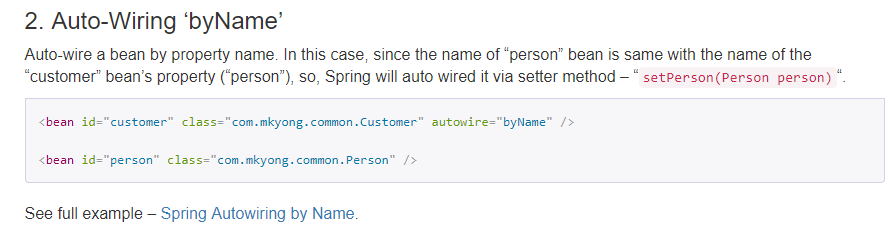 2. Auto-Wiring ‘byName’
Auto-wire a bean by property name. In this case, since the name of “person” bean is same with the name of the
“customer” bean’s property (“person”), so, Spring will auto wired it via setter method – “ setPerson(Person person) “.
<bean id="customer" class="com.mkyong.common.Customer" autowire="byName" />
<bean id="person" class="com.mkyong.common.Person" />
See full example – Spring Autowiring by Name.